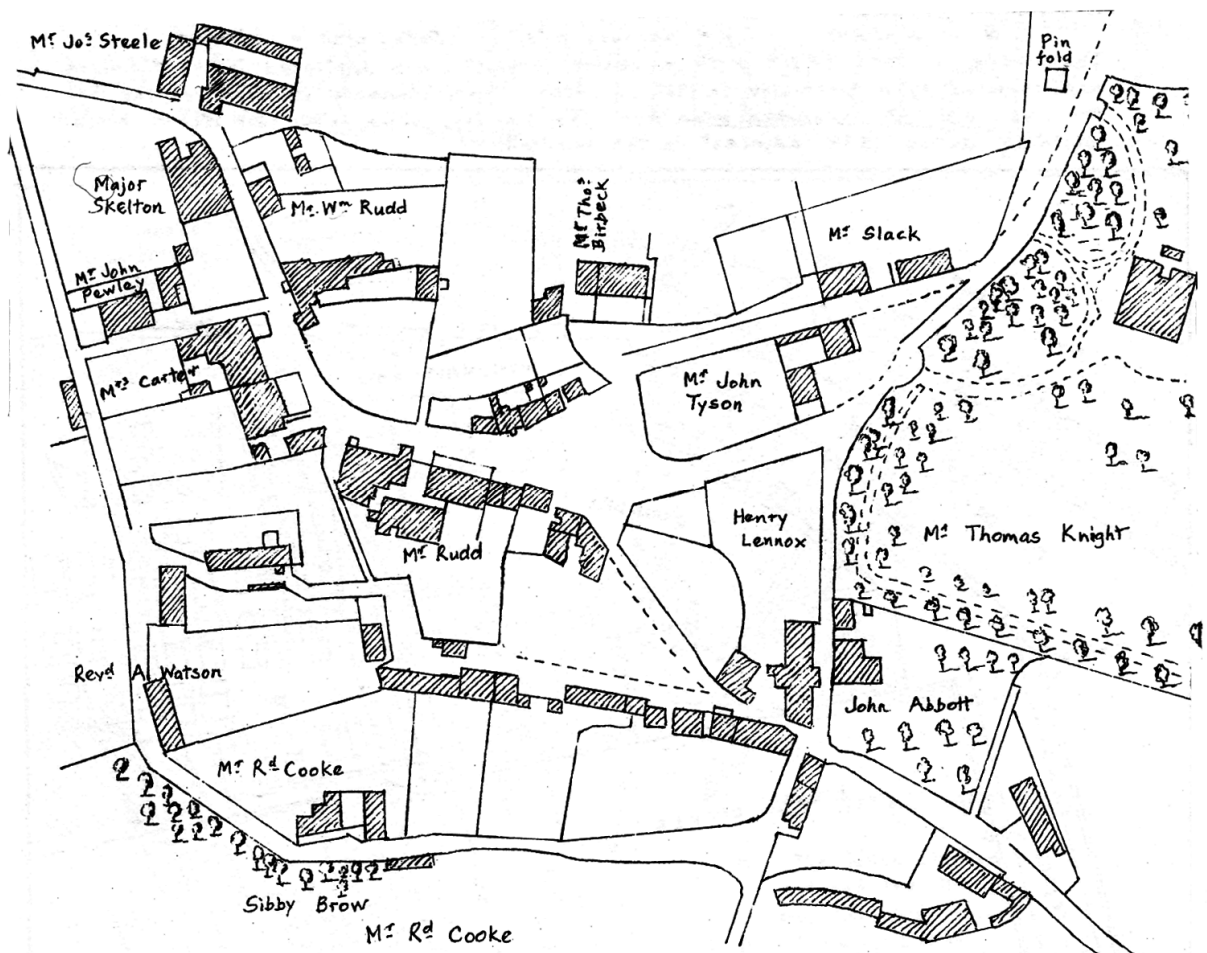 Mr Jos Steele
Pin
fold
Major
Skelton
Mr Wm Rudd
Mr Thos
Birbeck
Mr Slack
Mr John
Pewley
Mrs Carter
Mr John
Tyson
Mr Rudd
Henry
Lennox
Mr Thomas Knight
Revd A Watson
John Abbott
Mr Rd Cooke
Sibby Brow
Mr Rd Cooke